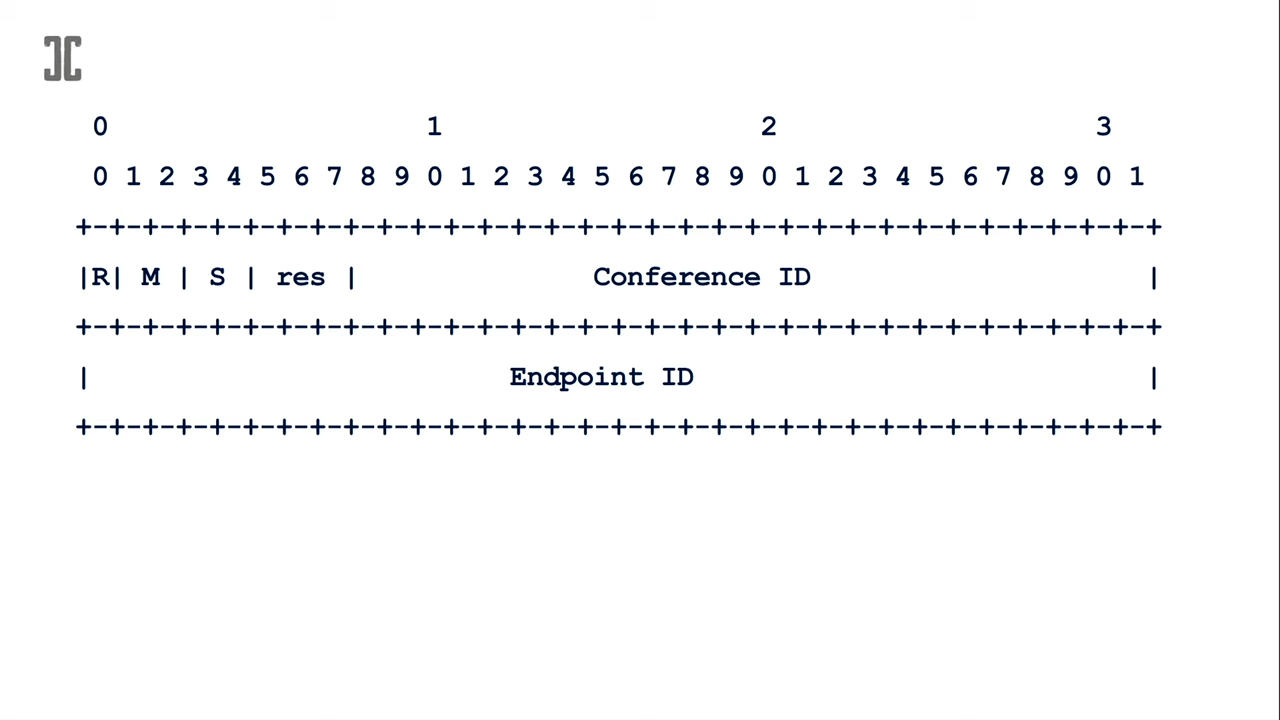 0 1 2 3
0 1 2 3 4 5 6 7 8 9 0 1 2 3 4 5 6 7 8 9 0 1 2 3 4 5 6 7 8 9 0 1
+-+-+-+-+-+-+-+-+-+-+-+-+-+-+-+-+-+-+-+-+-+-+-+-+-+-+-+-+-+-+-+-+
|R| M | S | res | Conference ID |
+-+-+-+-+-+-+-+-+-+-+-+-+-+-+-+-+-+-+-+-+-+-+-+-+-+-+-+-+-+-+-+-+
| Endpoint ID |
+-+-+-+-+-+-+-+-+-+-+-+-+-+-+-+-+-+-+-+-+-+-+-+-+-+-+-+-+-+-+-+-+